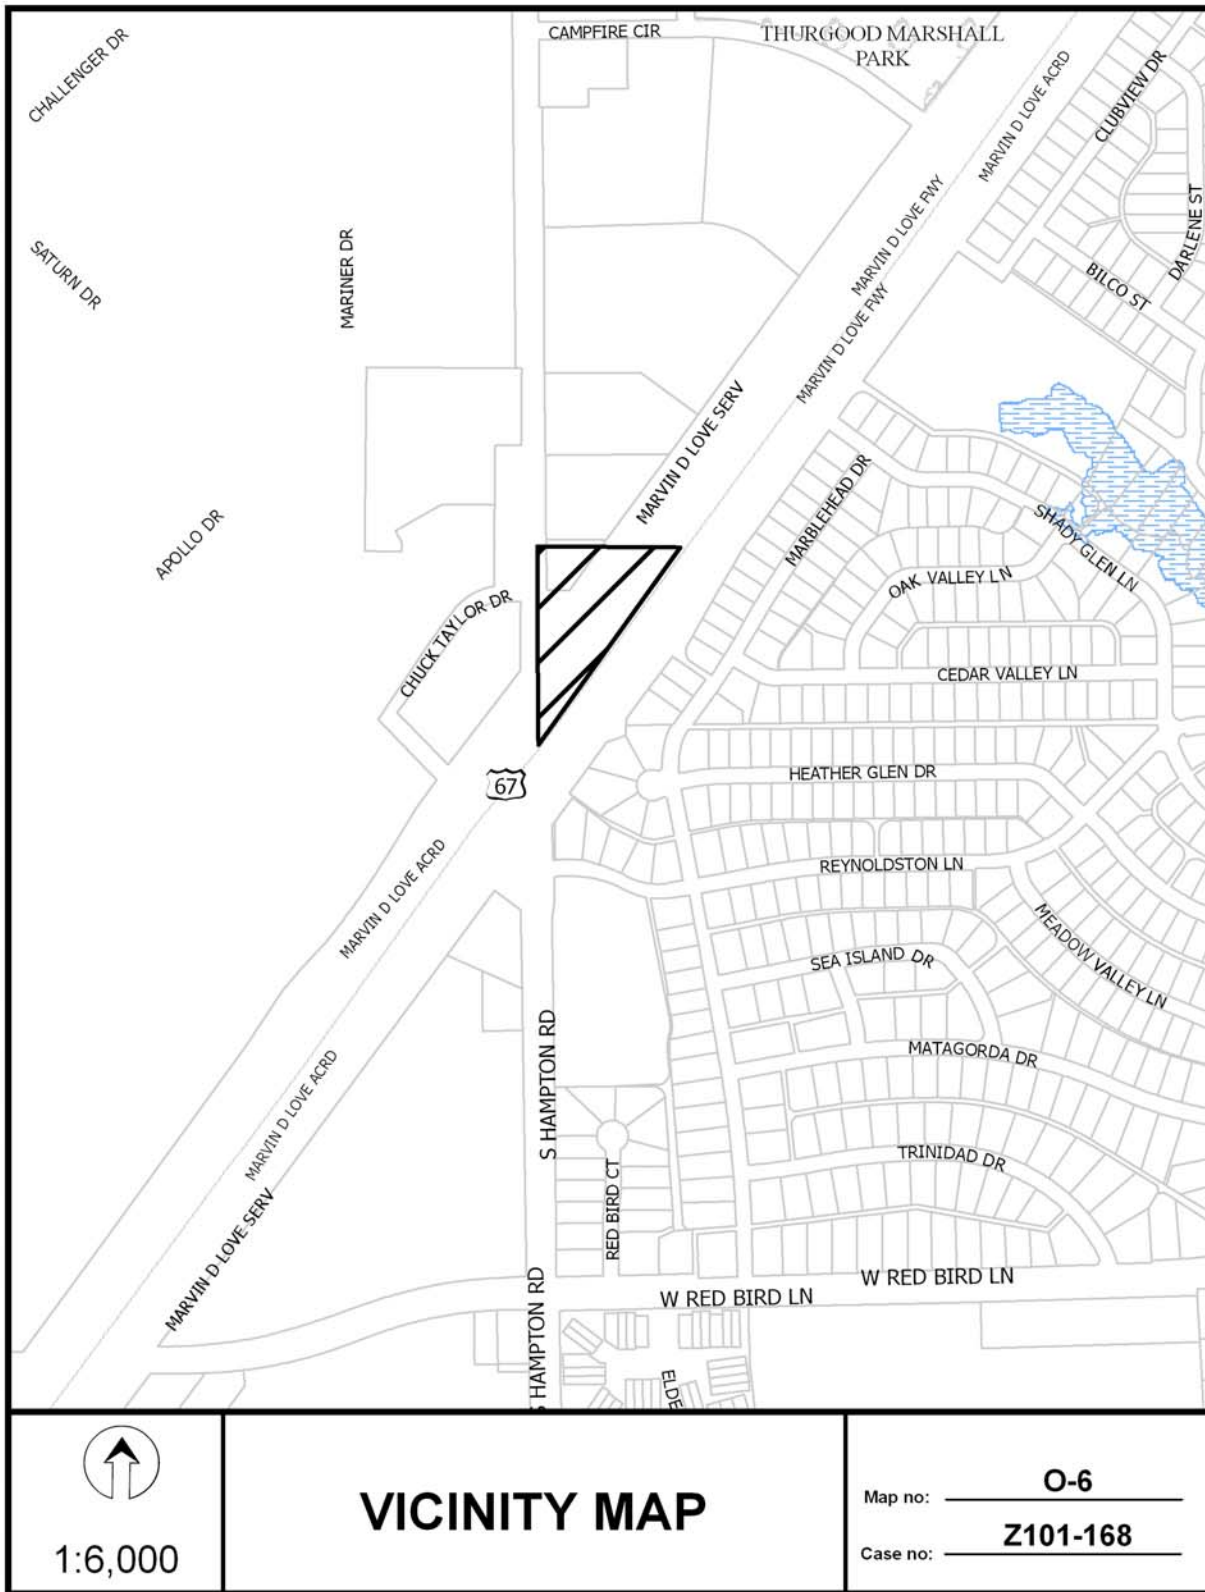 CHALLENGER DR
CAMPFIRE CIR
THURGOOD MARSHALL
PARK
MARVIN D LOVE ACRD
CLUBVIEW DR
DARLENE ST
SATURN DR
MARINER DR
MARVIN D LOVE FWY
BILCO ST
MARVIN D LOVE FWY
MARVIN D LOVE SERV
MARBLEHEAD DR
SHADY GLEN LN
APOLLO DR
OAK VALLEY LN
CHUCK TAYLOR DR
CEDAR VALLEY LN
67
HEATHER GLEN DR
MARVIN D LOVE ACRD
REYNOLDSTON LN
MEADOW VALLEY LN
SEA ISLAND DR
S HAMPTON RD
MATAGORDA DR
MARVIN D LOVE ACRD
TRINIDAD DR
RED BIRD CT
MARVIN D LOVE SERV
W RED BIRD LN
W RED BIRD LN
S HAMPTON RD
ELDE
1:6,000
VICINITY MAP
Map no: O-6
Case no: Z101-168